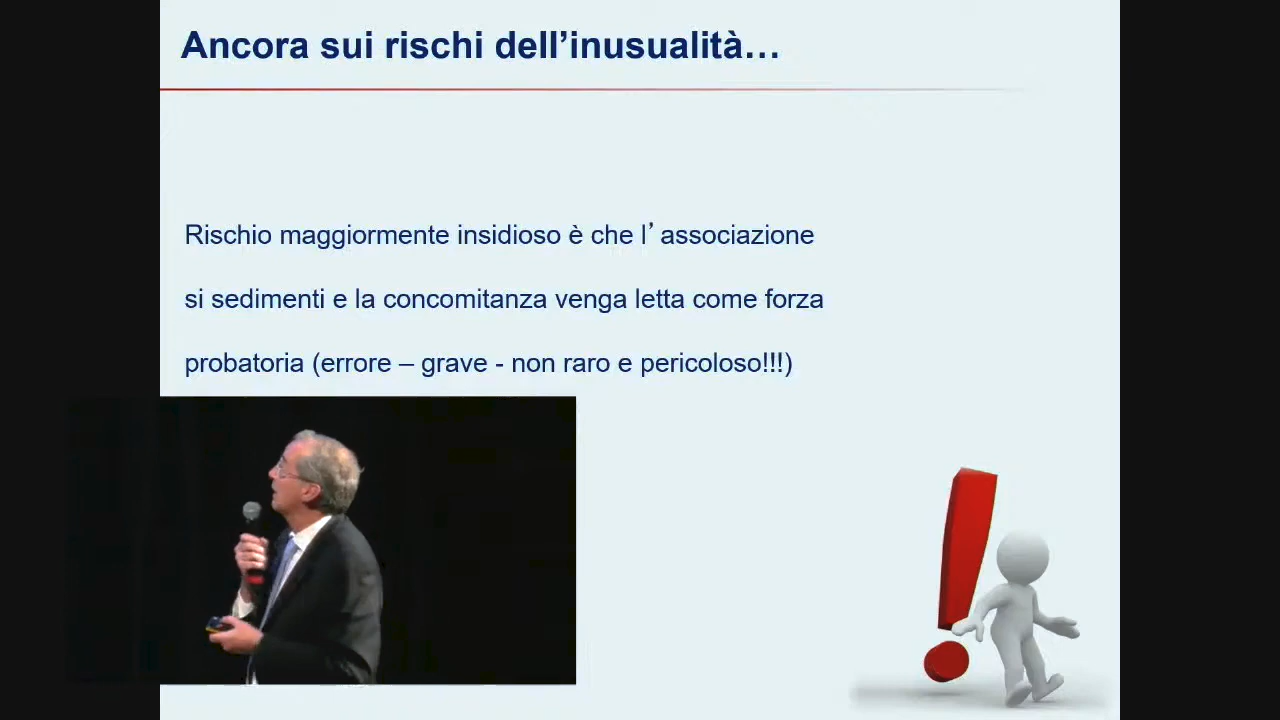 Ancora sui rischi dell’inusualità…
Rischio maggiormente insidioso è che l’associazione
si sedimenti e la concomitanza venga letta come forza
probatoria (errore – grave - non raro e pericoloso!!!)